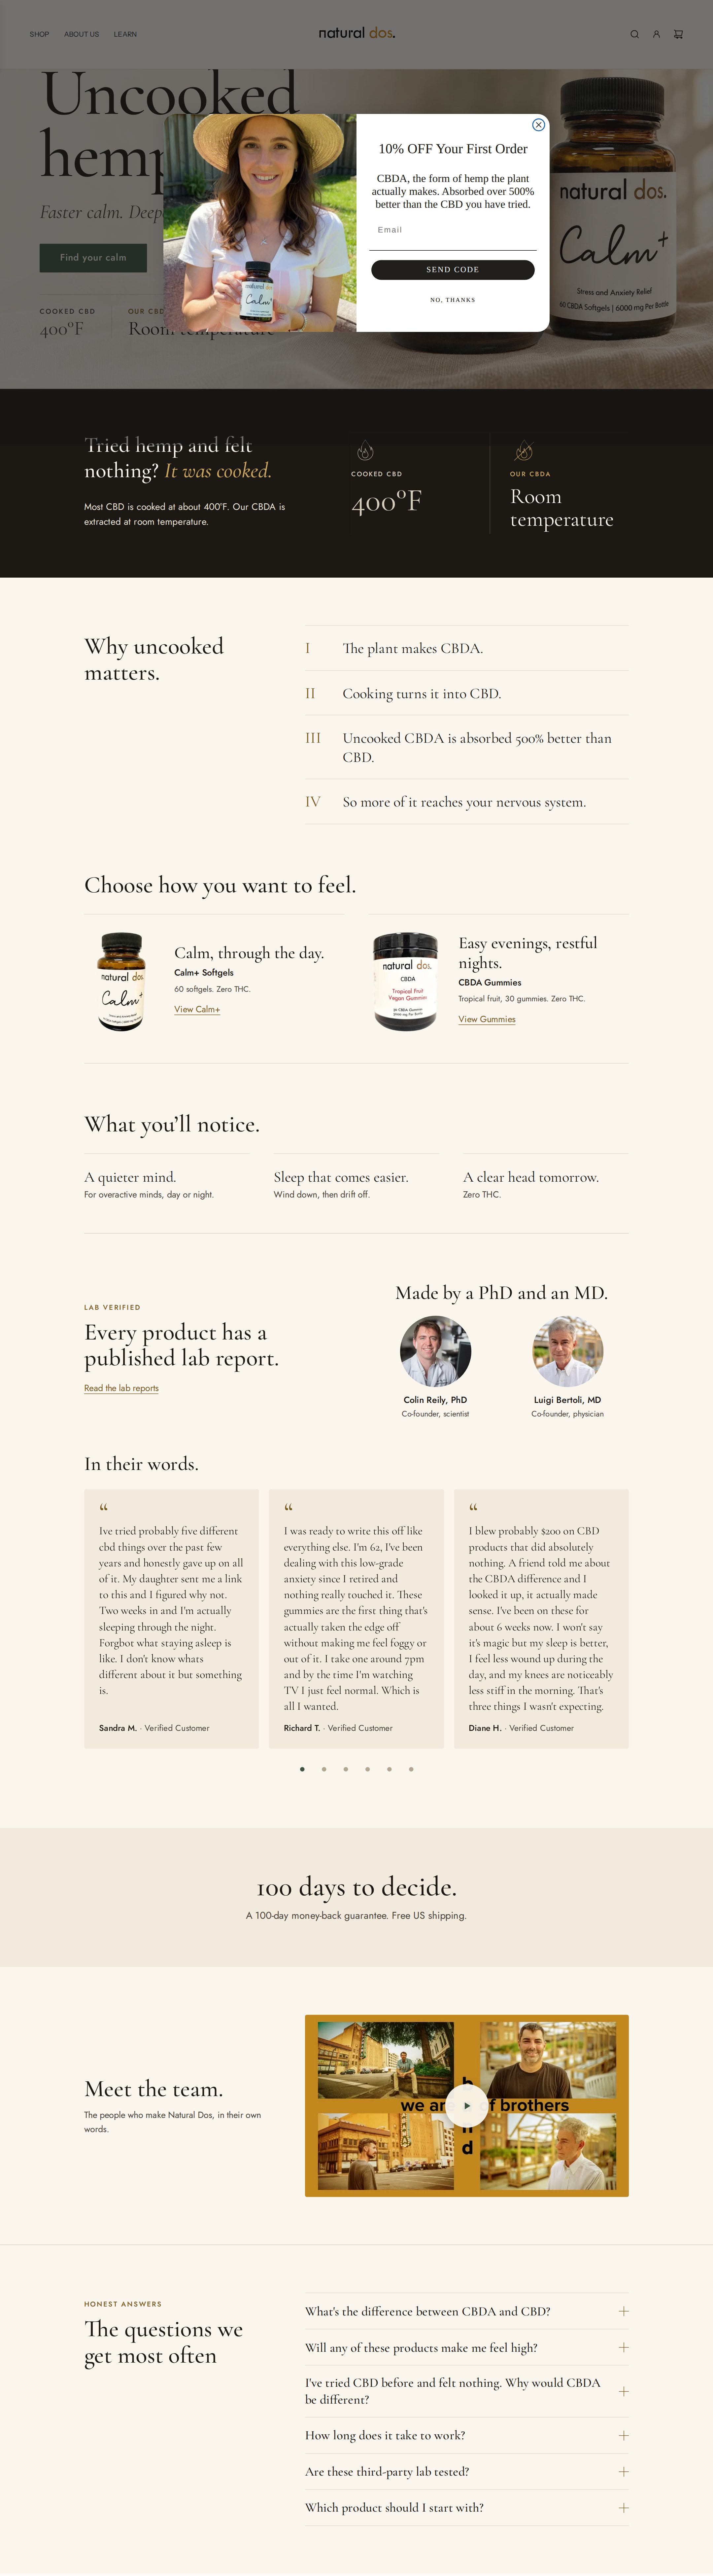 SHOP
ABOUT US
LEARN
natural dos.
Uncooked
hemp
Faster calm. Deep
Find your calm
COOKED CBD
400°F
OUR CBD
Room temperature
natural dos.
Calm+
Stress and Anxiety Relief
60 CBDA Softgels | 6000 mg Per Bottle
Calm+
10% OFF Your First Order
CBDA, the form of hemp the plant
actually makes. Absorbed over 500%
better than the CBD you have tried.
Email
SEND CODE
NO, THANKS
Tried hemp and felt
nothing? It was cooked.
Most CBD is cooked at about 400°F. Our CBDA is
extracted at room temperature.
COOKED CBD
400°F
OUR CBDA
Room
temperature
Why uncooked
matters.
I
The plant makes CBDA.
II
Cooking turns it into CBD.
III
Uncooked CBDA is absorbed 500% better than
CBD.
IV
So more of it reaches your nervous system.
Choose how you want to feel.
natural dos.
Calm+
Calm, through the day.
Calm+ Softgels
60 softgels. Zero THC.
View Calm+
natural dos.
CBDA
Tropical Fruit
Vegan Gummies
Easy evenings, restful
nights.
CBDA Gummies
Tropical fruit, 30 gummies. Zero THC.
View Gummies
What you'll notice.
A quieter mind.
For overactive minds, day or night.
Sleep that comes easier.
Wind down, then drift off.
A clear head tomorrow.
Zero THC.
LAB VERIFIED
Every product has a
published lab report.
Read the lab reports
Made by a PhD and an MD.
Colin Reily, PhD
Co-founder, scientist
Luigi Bertoli, MD
Co-founder, physician
In their words.
“
Ive tried probably five different
cbd things over the past few
years and honestly gave up on all
of it. My daughter sent me a link
to this and I figured why not.
Two weeks in and I'm actually
sleeping through the night.
Forgbot what staying asleep is
like. I don't know whats
different about it but something
is.
Sandra M. · Verified Customer
“
I was ready to write this off like
everything else. I'm 62, I've been
dealing with this low-grade
anxiety since I retired and
nothing really touched it. These
gummies are the first thing that's
actually taken the edge off
without making me feel foggy or
out of it. I take one around 7pm
and by the time I'm watching
TV I just feel normal. Which is
all I wanted.
Richard T. · Verified Customer
“
I blew probably $200 on CBD
products that did absolutely
nothing. A friend told me about
the CBDA difference and I
looked it up, it actually made
sense. I've been on these for
about 6 weeks now. I won't say
it's magic but my sleep is better,
I feel less wound up during the
day, and my knees are noticeably
less stiff in the morning. That's
three things I wasn't expecting.
Diane H. · Verified Customer
100 days to decide.
A 100-day money-back guarantee. Free US shipping.
Meet the team.
The people who make Natural Dos, in their own
words.
b
we are of brothers
n
d
HONEST ANSWERS
The questions we
get most often
What's the difference between CBDA and CBD?
Will any of these products make me feel high?
I've tried CBD before and felt nothing. Why would CBDA
be different?
How long does it take to work?
Are these third-party lab tested?
Which product should I start with?